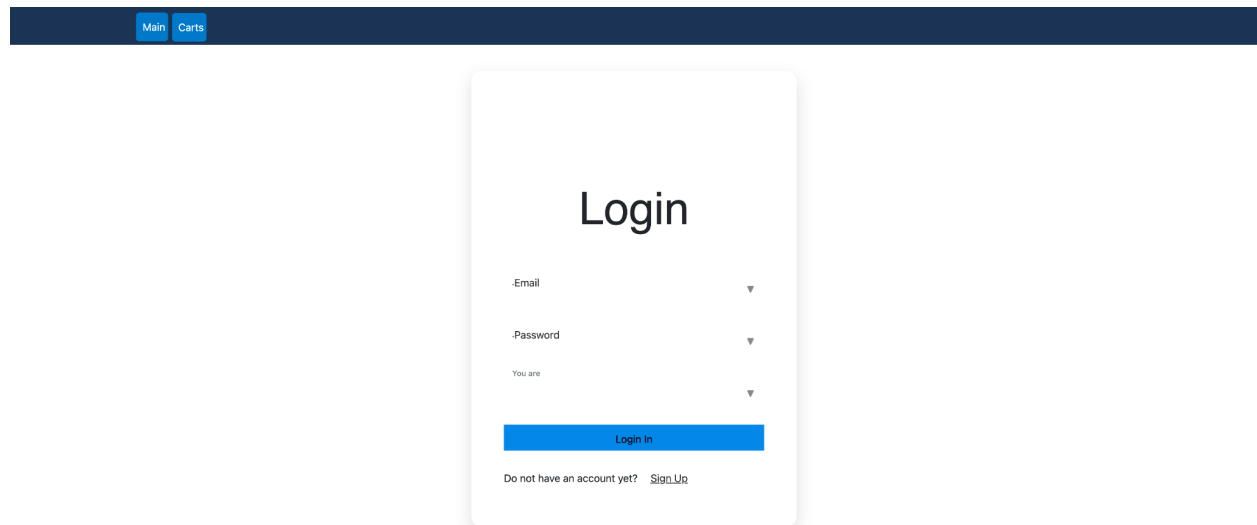 Main Carts
Login
Email
Password
You are
Login In
Do not have an account yet? Sign Up